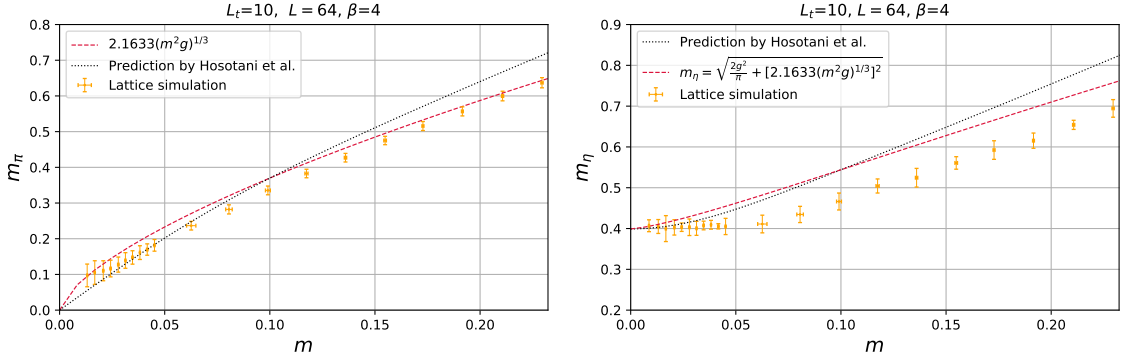 L_t=10, L = 64, β=4
2.1633(m²g)^{1/3}
Prediction by Hosotani et al.
Lattice simulation
m_π
0.8
0.7
0.6
0.5
0.4
0.3
0.2
0.1
0.0
0.00 0.05 0.10 0.15 0.20
m
L_t=10, L = 64, β=4
Prediction by Hosotani et al.
m_η = √(2g²/π + [2.1633(m²g)^{1/3}]²)
Lattice simulation
m_η
0.9
0.8
0.7
0.6
0.5
0.4
0.3
0.2
0.00 0.05 0.10 0.15 0.20
m